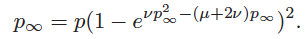 p_∞ = p(1 − e^{νp_∞^2 − (μ+2ν)p_∞})^2.